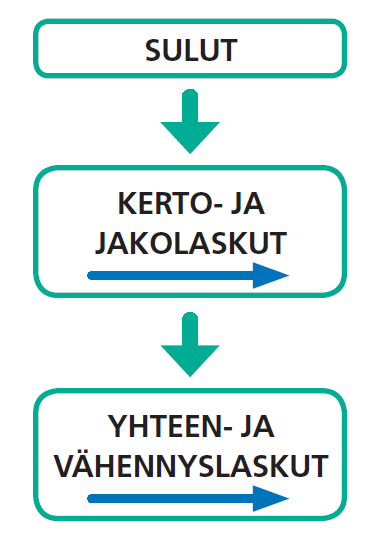 SULUT
KERTO- JA
JAKOLASKUT
YHTEEN- JA
VÄHENNYSLASKUT